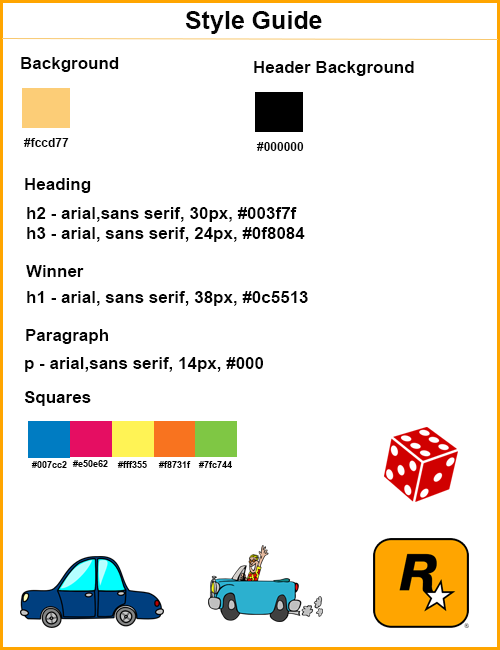 Style Guide
Background
Header Background
#fccd77
#000000
Heading
h2 - arial,sans serif, 30px, #003f7f
h3 - arial, sans serif, 24px, #0f8084
Winner
h1 - arial, sans serif, 38px, #0c5513
Paragraph
p - arial,sans serif, 14px, #000
Squares
#007cc2 #e50e62 #fff355 #f8731f #7fc744
R
®